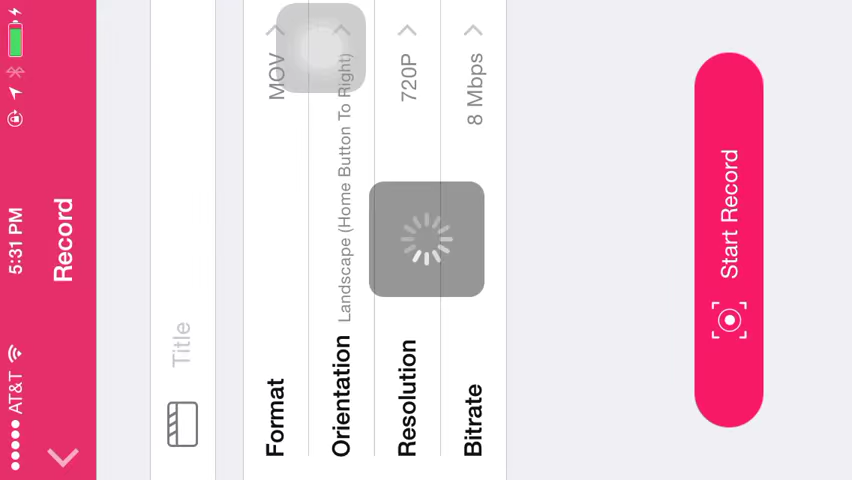 AT&T 5:31 PM
Record
Title
Format MOV
Orientation Landscape (Home Button To Right)
Resolution 720P
Bitrate 8 Mbps
Start Record